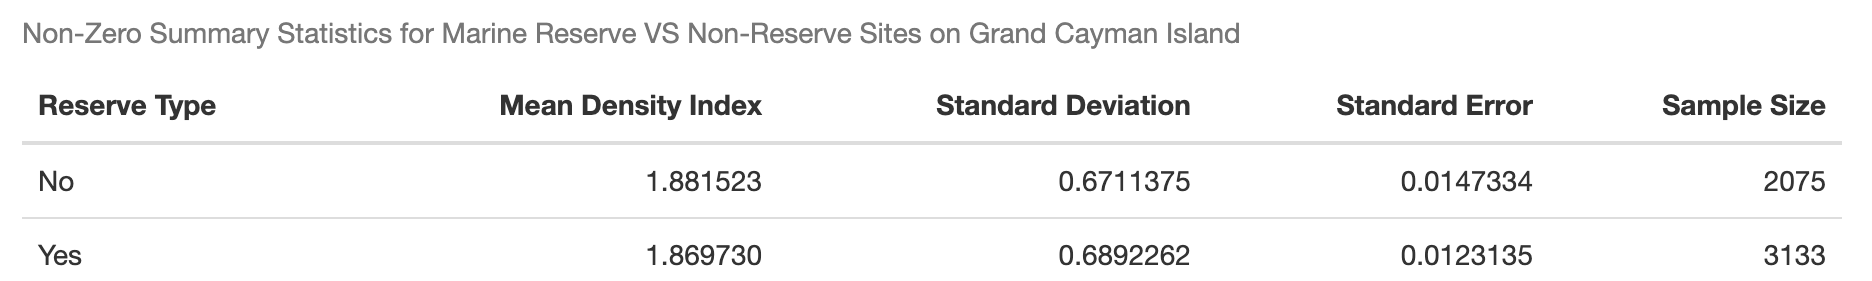 Non-Zero Summary Statistics for Marine Reserve VS Non-Reserve Sites on Grand Cayman Island
Reserve Type Mean Density Index Standard Deviation Standard Error Sample Size
No 1.881523 0.6711375 0.0147334 2075
Yes 1.869730 0.6892262 0.0123135 3133